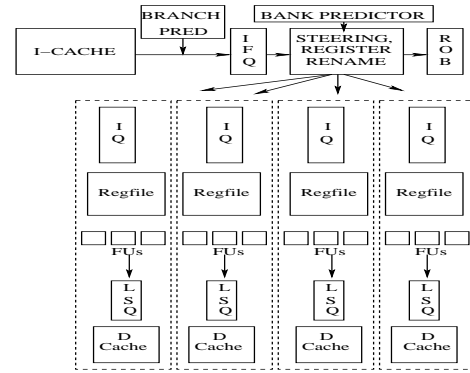 BRANCH
PRED
BANK PREDICTOR
I-CACHE
I
F
Q
STEERING,
REGISTER
RENAME
R
O
B
I
Q
I
Q
I
Q
I
Q
Regfile
Regfile
Regfile
Regfile
FUs
FUs
FUs
FUs
L
S
Q
L
S
Q
L
S
Q
L
S
Q
D
Cache
D
Cache
D
Cache
D
Cache